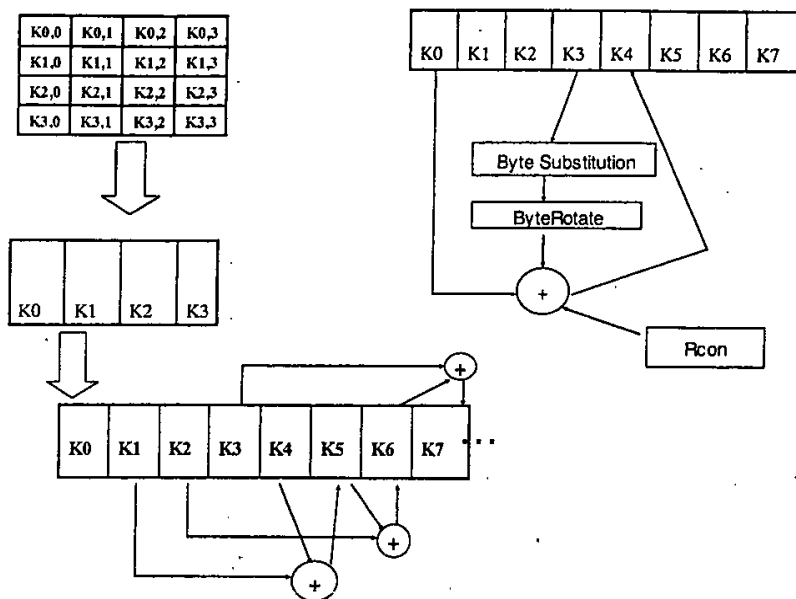 K0,0 K0,1 K0,2 K0,3
K1,0 K1,1 K1,2 K1,3
K2,0 K2,1 K2,2 K2,3
K3,0 K3,1 K3,2 K3,3
K0 K1 K2 K3 K4 K5 K6 K7
Byte Substitution
ByteRotate
+
Rcon
K0 K1 K2 K3
+
K0 K1 K2 K3 K4 K5 K6 K7 ...
+
+